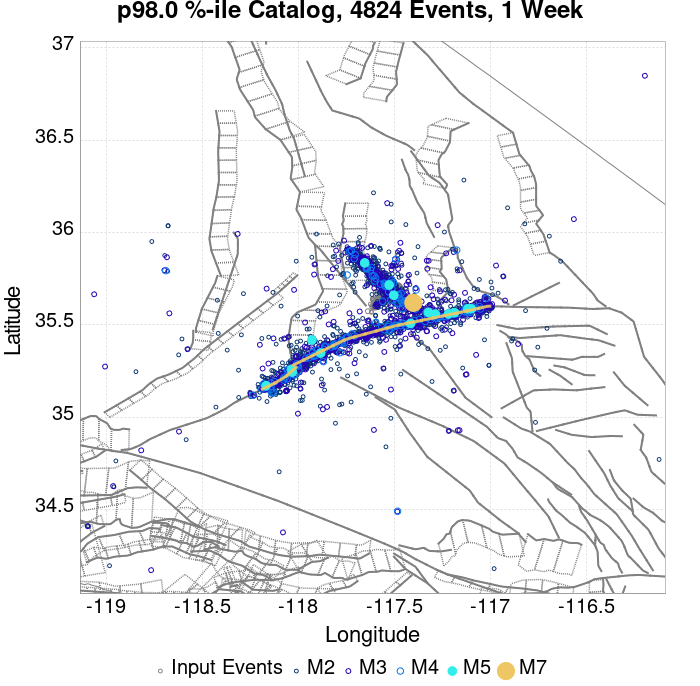 p98.0 %-ile Catalog, 4824 Events, 1 Week
37
36.5
36
35.5
35
34.5
Latitude
-119 -118.5 -118 -117.5 -117 -116.5
Longitude
Input Events M2 M3 M4 M5 M7